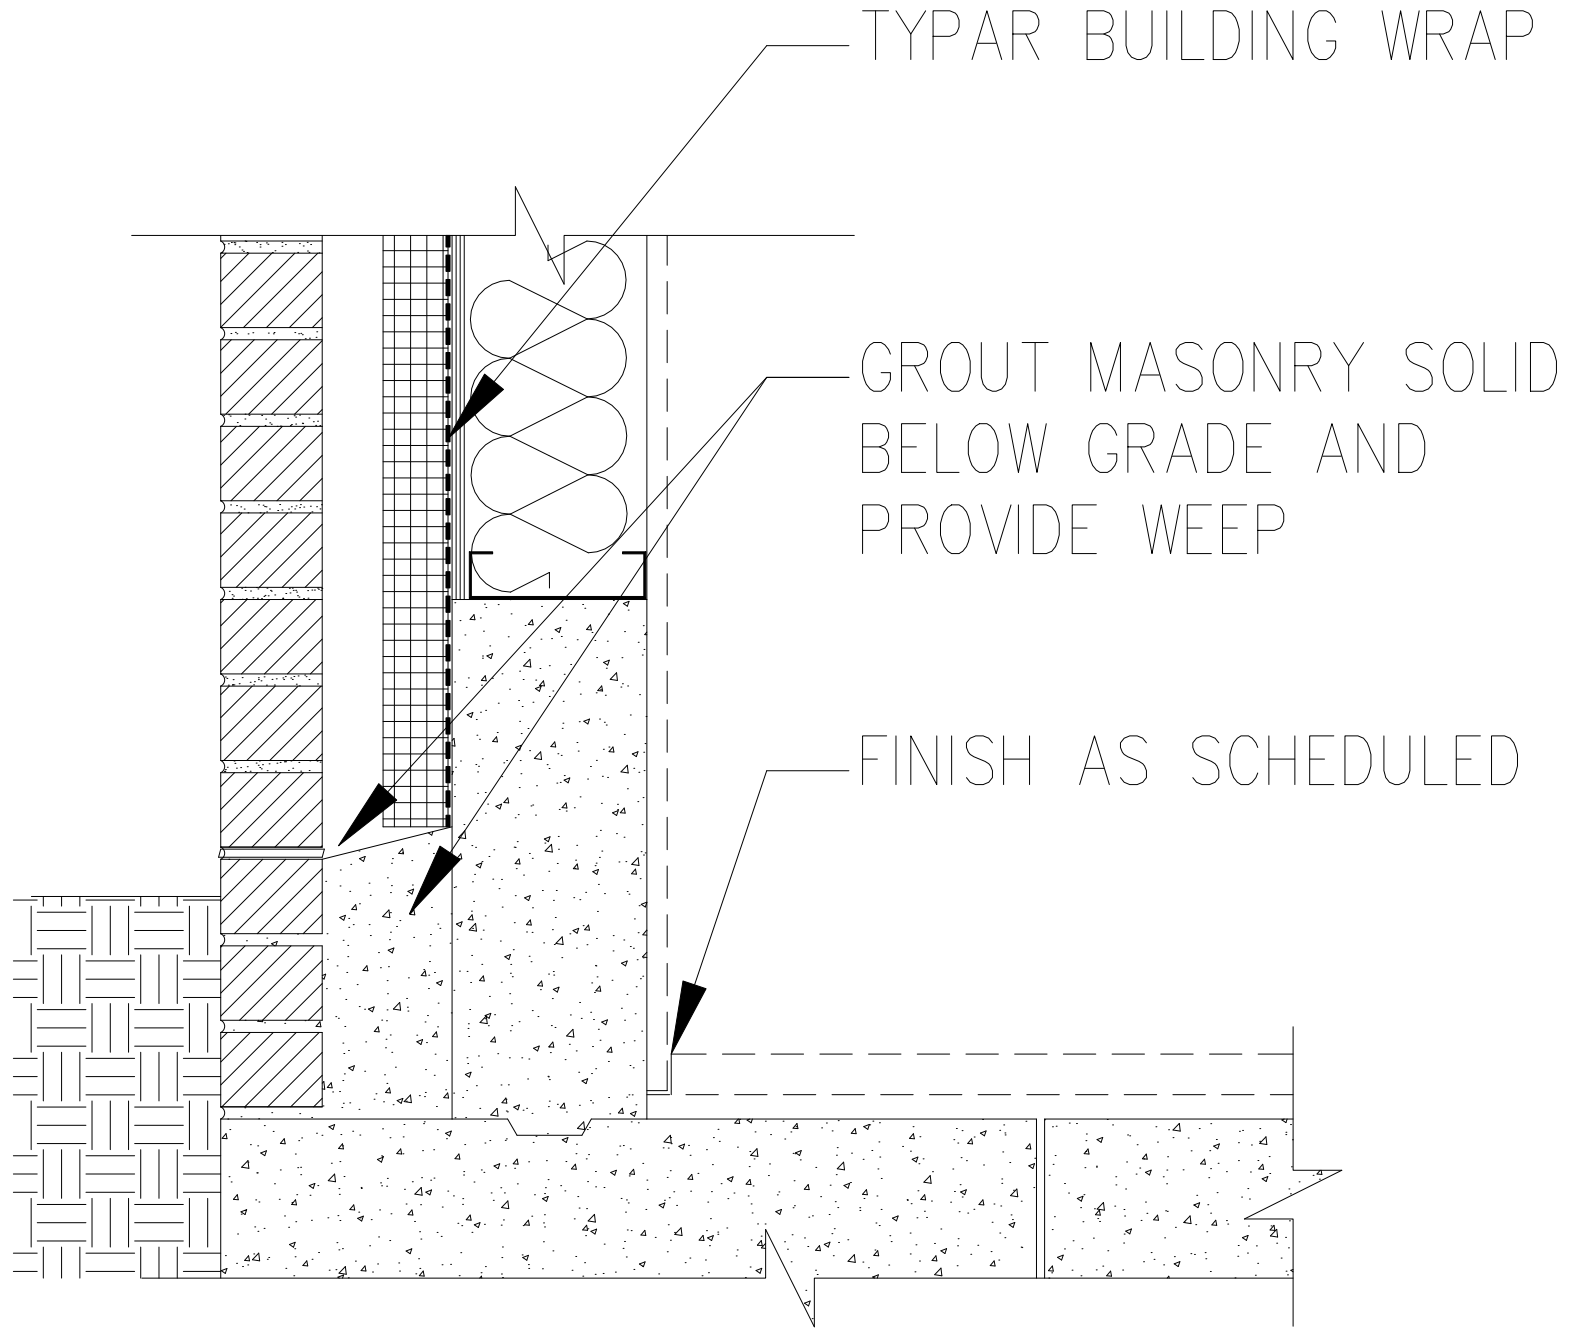 TYPAR BUILDING WRAP
GROUT MASONRY SOLID
BELOW GRADE AND
PROVIDE WEEP
FINISH AS SCHEDULED